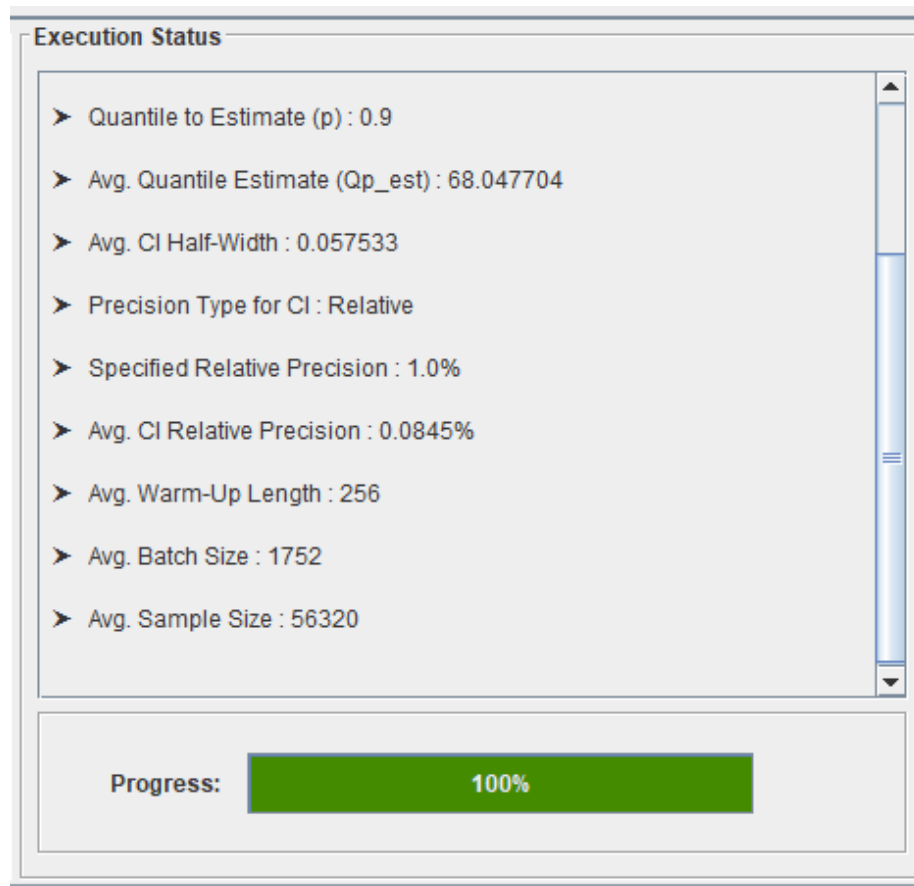 Execution Status
➤ Quantile to Estimate (p) : 0.9
➤ Avg. Quantile Estimate (Qp_est) : 68.047704
➤ Avg. CI Half-Width : 0.057533
➤ Precision Type for CI : Relative
➤ Specified Relative Precision : 1.0%
➤ Avg. CI Relative Precision : 0.0845%
➤ Avg. Warm-Up Length : 256
➤ Avg. Batch Size : 1752
➤ Avg. Sample Size : 56320
Progress: 100%